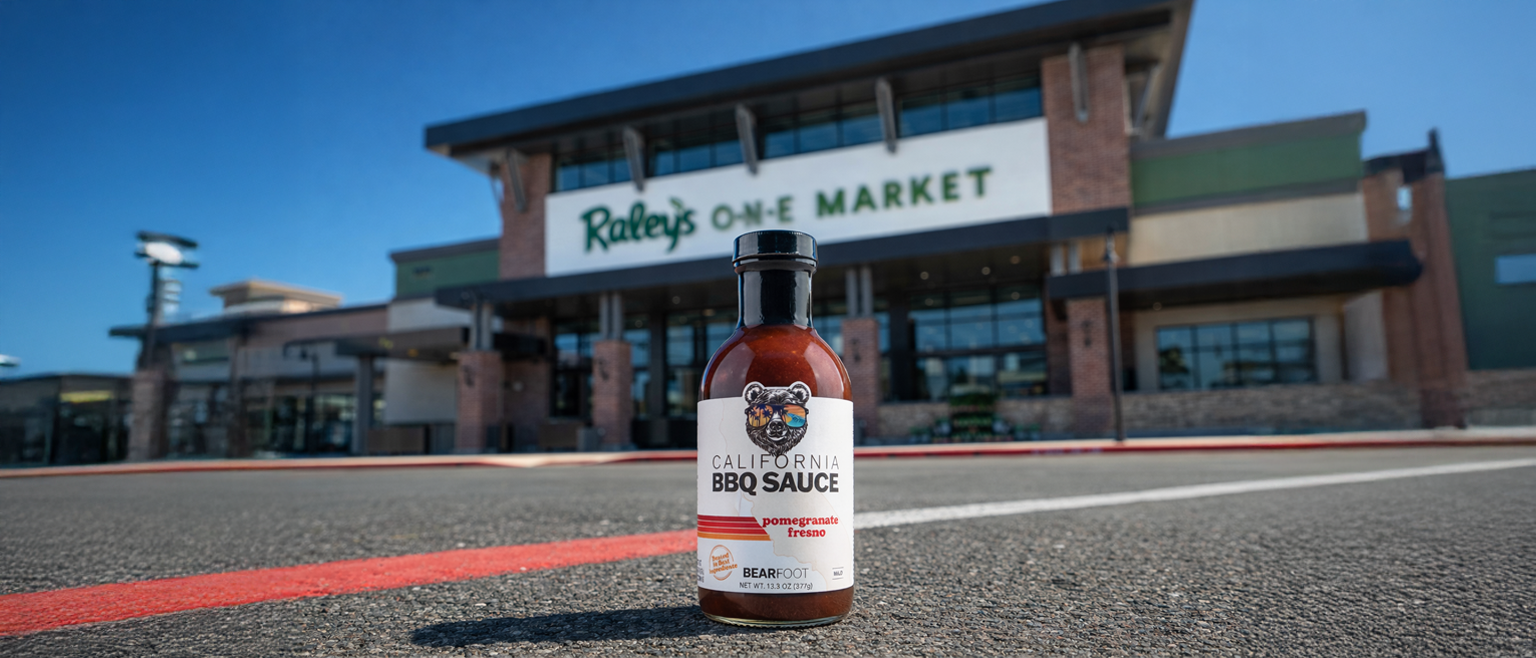 Raley's O-N-E MARKET
CALIFORNIA
BBQ SAUCE
pomegranate
fresno
BEARFOOT
NET WT. 13.3 OZ (377g)